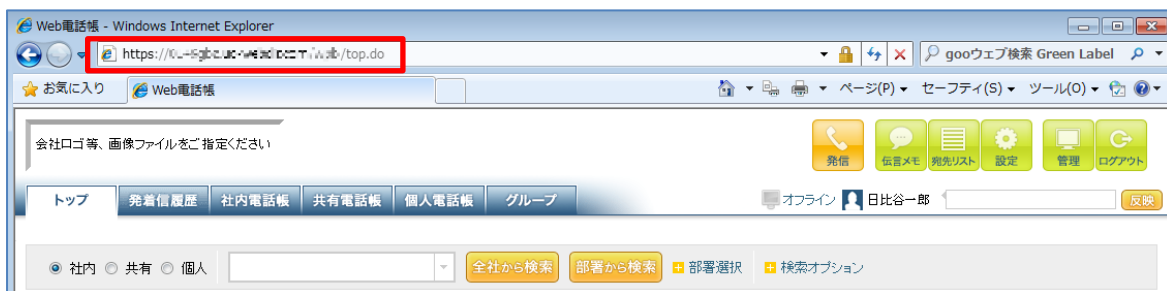 Web電話帳 - Windows Internet Explorer
https:// /top.do
gooウェブ検索 Green Label
お気に入り Web電話帳 ページ(P) セーフティ(S) ツール(O)
会社ロゴ等、画像ファイルをご指定ください
発信 伝言メモ 宛先リスト 設定 管理 ログアウト
トップ 発着信履歴 社内電話帳 共有電話帳 個人電話帳 グループ オフライン 日比谷一郎 反映
社内 共有 個人 全社から検索 部署から検索 部署選択 検索オプション